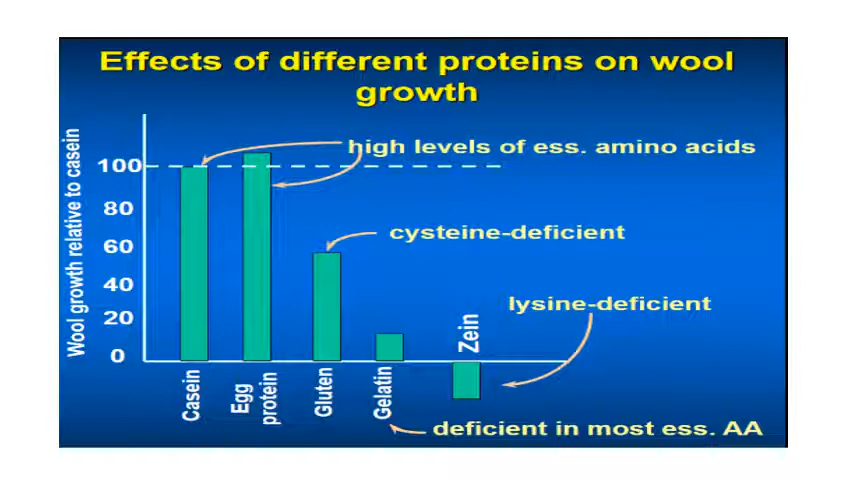 Effects of different proteins on wool
growth
Wool growth relative to casein
high levels of ess. amino acids
100
80
cysteine-deficient
60
40
lysine-deficient
20
Zein
0
Casein
Egg
protein
Gluten
Gelatin
deficient in most ess. AA